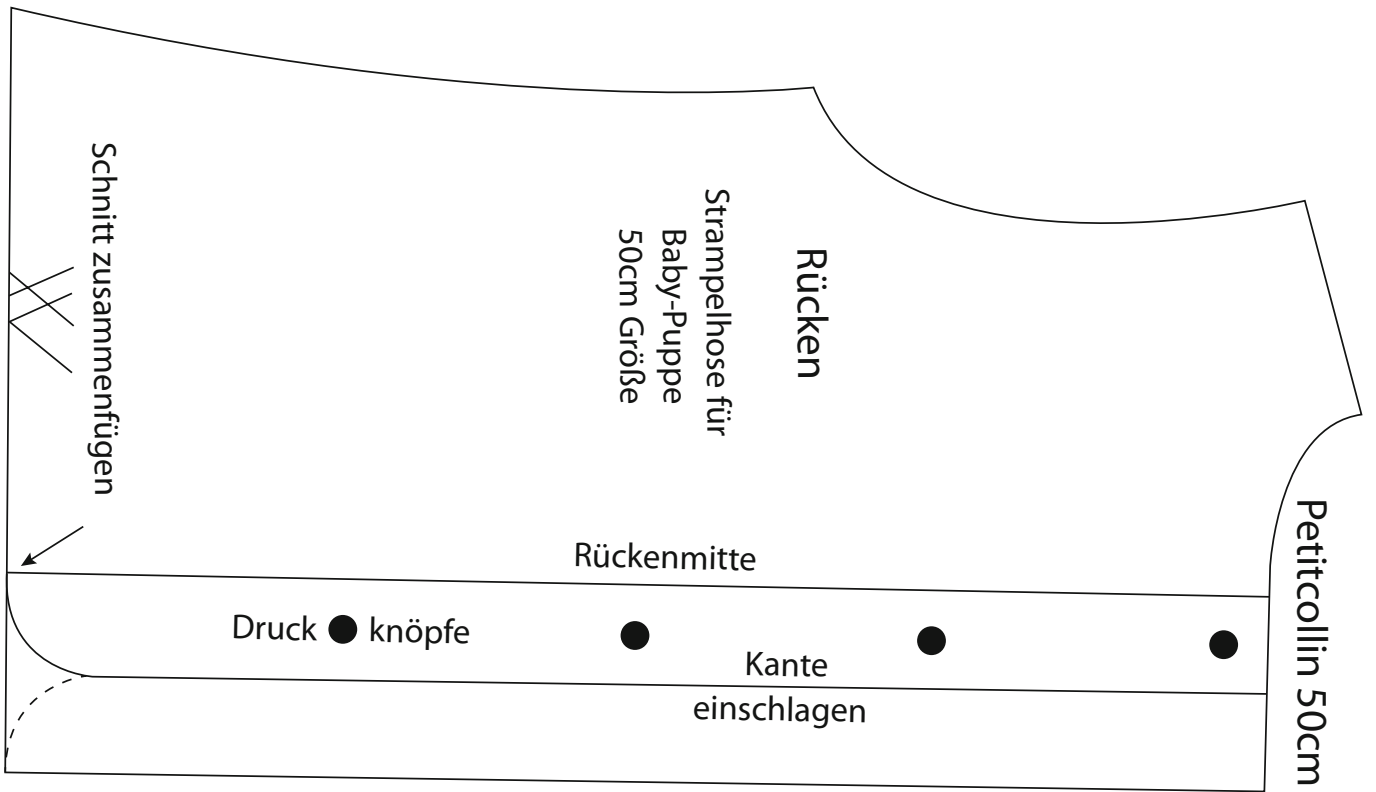 Schnitt zusammenfügen
Rücken
Strampelhose für
Baby-Puppe
50cm Größe
Rückenmitte
Druck knöpfe
Kante
einschlagen
Petitcollin 50cm